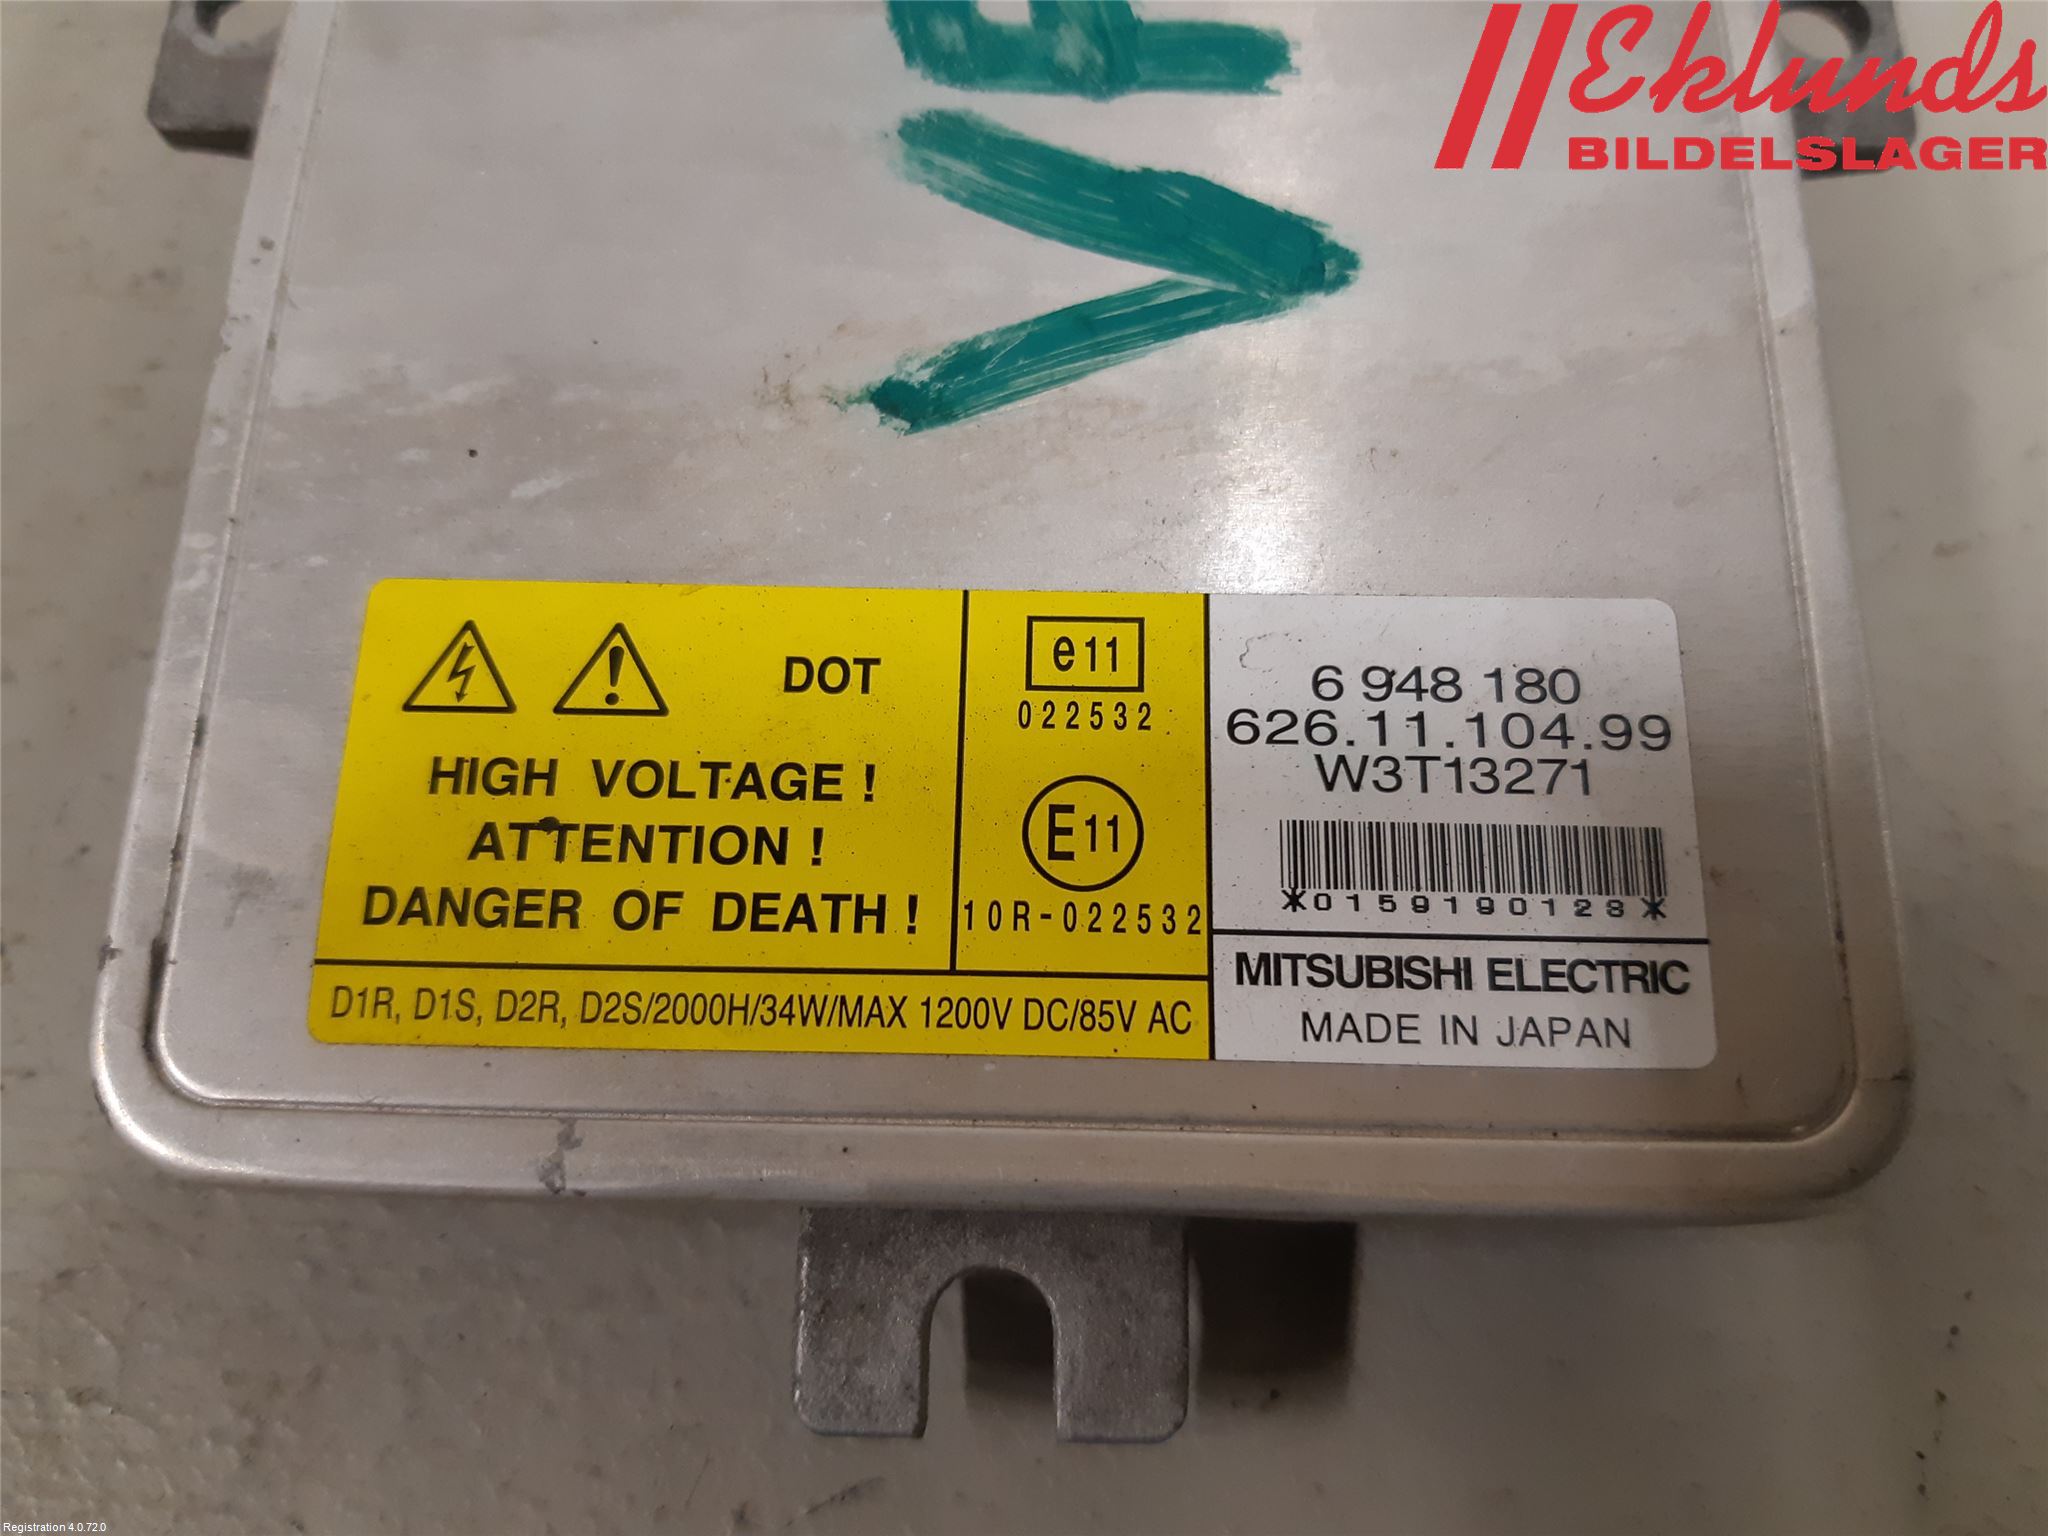 Eklunds
BILDELSLAGER
DOT
HIGH VOLTAGE !
ATTENTION !
DANGER OF DEATH !
D1R, D1S, D2R, D2S/2000H/34W/MAX 1200V DC/85V AC
e11
022532
E11
10R-022532
6 948 180
626.11.104.99
W3T13271
*0159190128*
MITSUBISHI ELECTRIC
MADE IN JAPAN
Registration 4.0.72.0